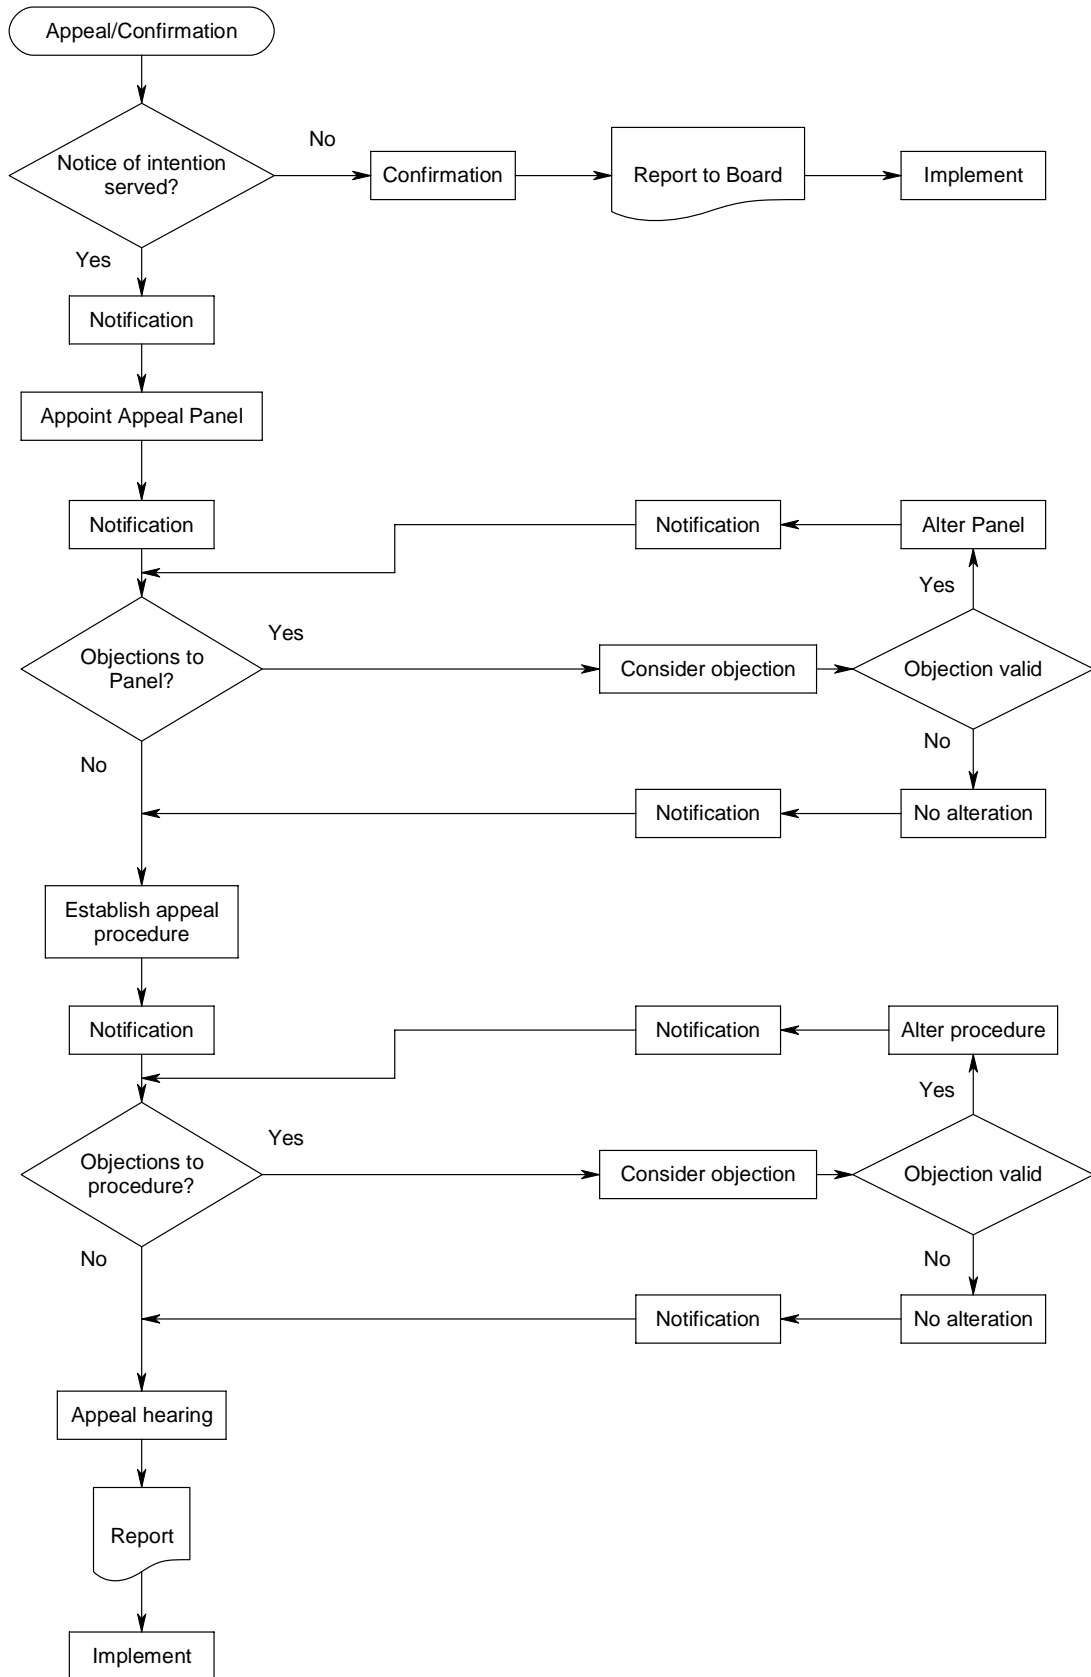 Appeal/Confirmation
Notice of intention
served?
No
Confirmation
Report to Board
Implement
Yes
Notification
Appoint Appeal Panel
Notification
Notification
Alter Panel
Yes
Objections to
Panel?
Yes
Consider objection
Objection valid
No
No
Notification
No alteration
Establish appeal
procedure
Notification
Notification
Alter procedure
Yes
Objections to
procedure?
Yes
Consider objection
Objection valid
No
No
Notification
No alteration
Appeal hearing
Report
Implement